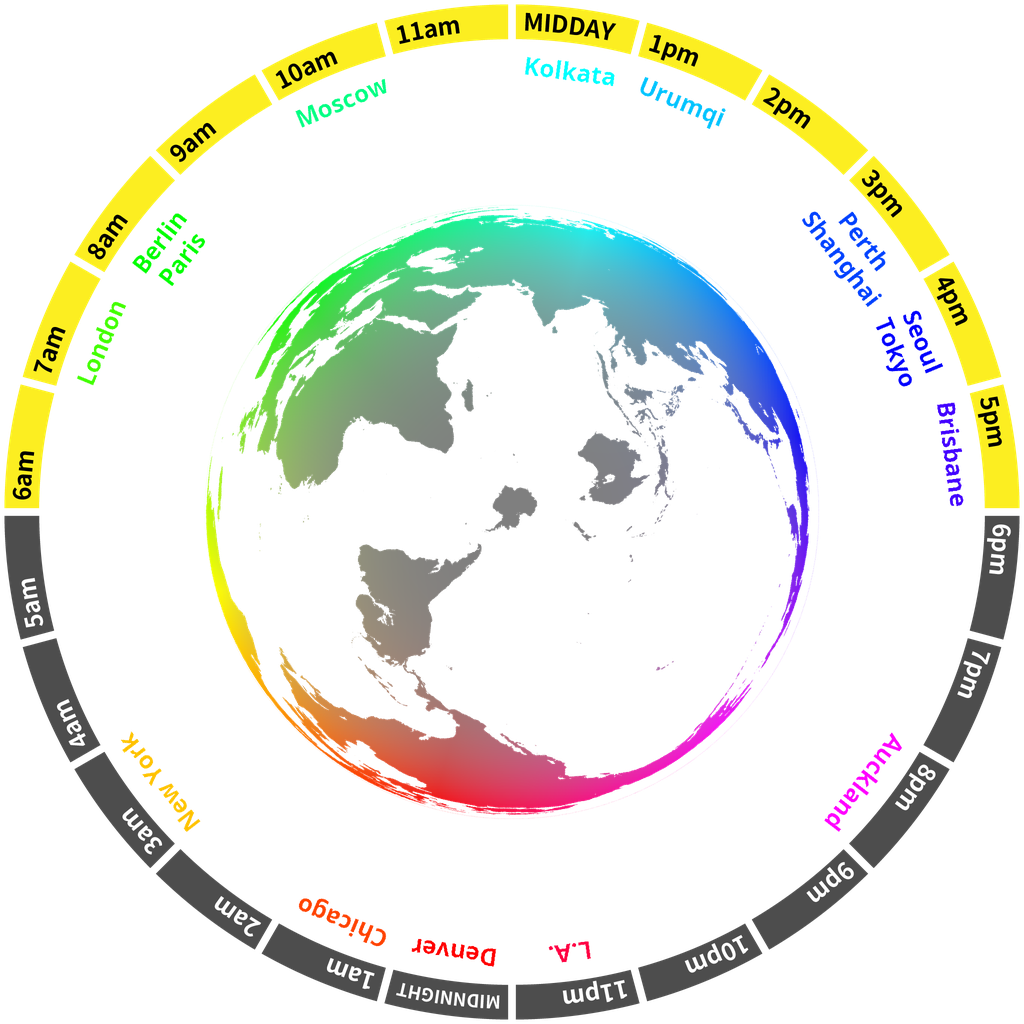 MIDDAY
1pm
2pm
3pm
4pm
5pm
6pm
7pm
8pm
9pm
10pm
11pm
MIDNNIGHT
1am
2am
3am
4am
5am
6am
7am
8am
9am
10am
11am
Kolkata
Urumqi
Perth
Shanghai
Seoul
Tokyo
Brisbane
Auckland
L.A.
Denver
Chicago
New York
London
Berlin
Paris
Moscow